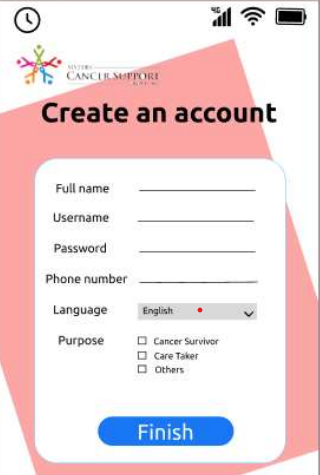 4G
CANCER SUPPORT
Create an account
Full name
Username
Password
Phone number
Language English
Purpose
Cancer Survivor
Care Taker
Others
Finish